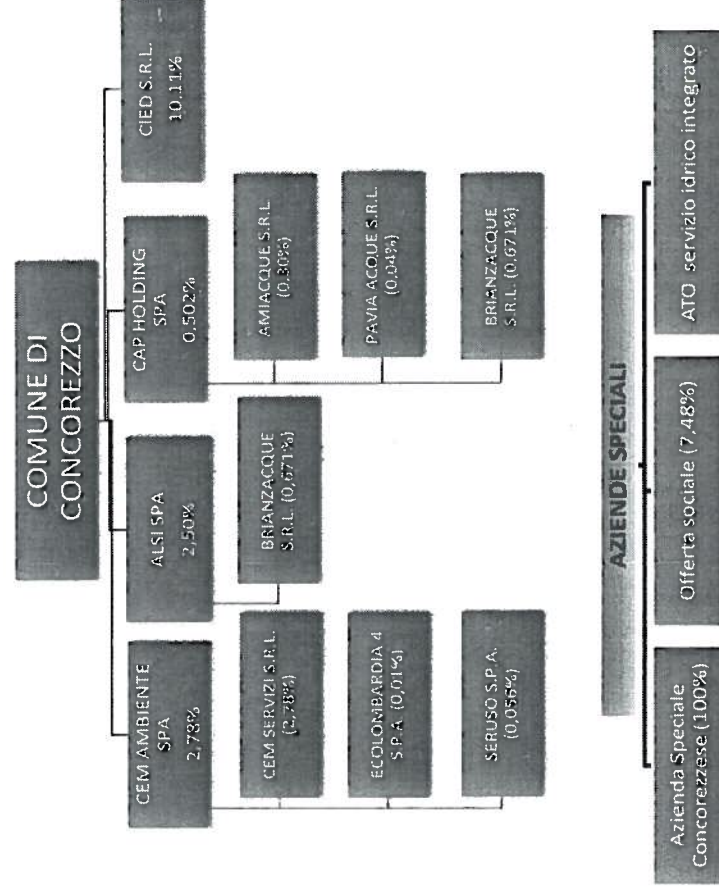 COMUNE DI
CONCOREZZO
CEM AMBIENTE
SPA
2,78%
CEM SERVIZI S.R.L.
(2,78%)
ECOLOMBARDIA 4
S.P.A. (0,01%)
SERUSO S.P.A.
(0,056%)
ALSI SPA
2,50%
BRIANZACQUE
S.R.L. (0,671%)
CAP HOLDING
SPA
0,502%
AMIACQUE S.R.L.
(0,30%)
PAVIA ACQUE S.R.L.
(0,04%)
BRIANZACQUE
S.R.L. (0,671%)
CIED S.R.L.
10,11%
AZIENDE SPECIALI
Azienda Speciale
Concorezzese (100%)
Offerta sociale (7,48%)
ATO servizio idrico integrato